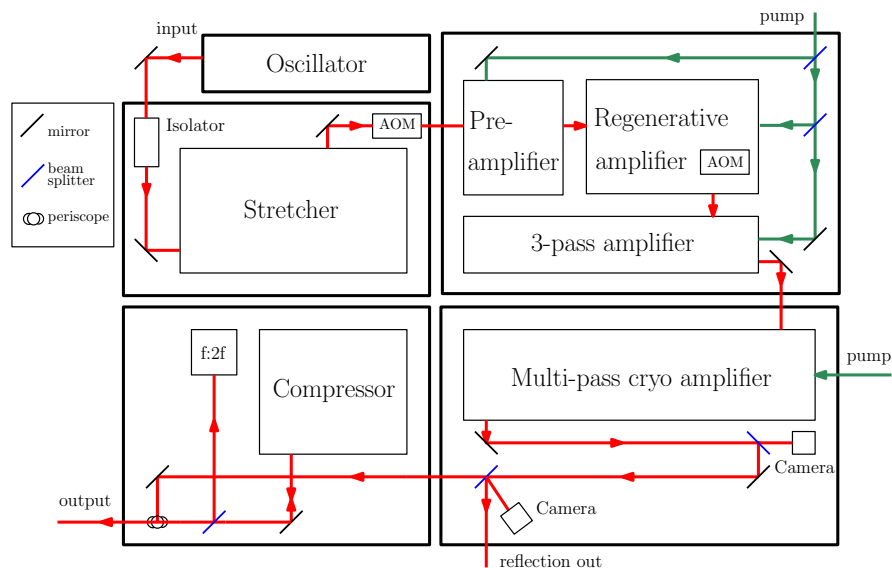 input
Oscillator
pump
mirror
beam
splitter
periscope
Isolator
AOM
Stretcher
Pre-
amplifier
Regenerative
amplifier
AOM
3-pass amplifier
f:2f
Compressor
Multi-pass cryo amplifier
pump
Camera
output
Camera
reflection out